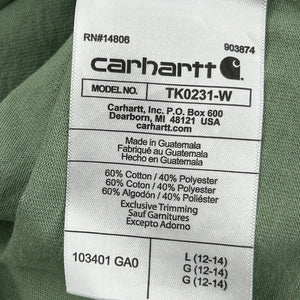 RN#14806 903874
carhartt
MODEL NO. TK0231-W
Carhartt, Inc. P.O. Box 600
Dearborn, MI 48121 USA
carhartt.com
Made in Guatemala
Fabriqué au Guatemala
Hecho en Guatemala
60% Cotton / 40% Polyester
60% Coton / 40% Polyester
60% Algodón / 40% Poliéster
Exclusive Trimming
Sauf Garnitures
Excepto Adorno
103401 GA0
L (12-14)
G (12-14)
G (12-14)